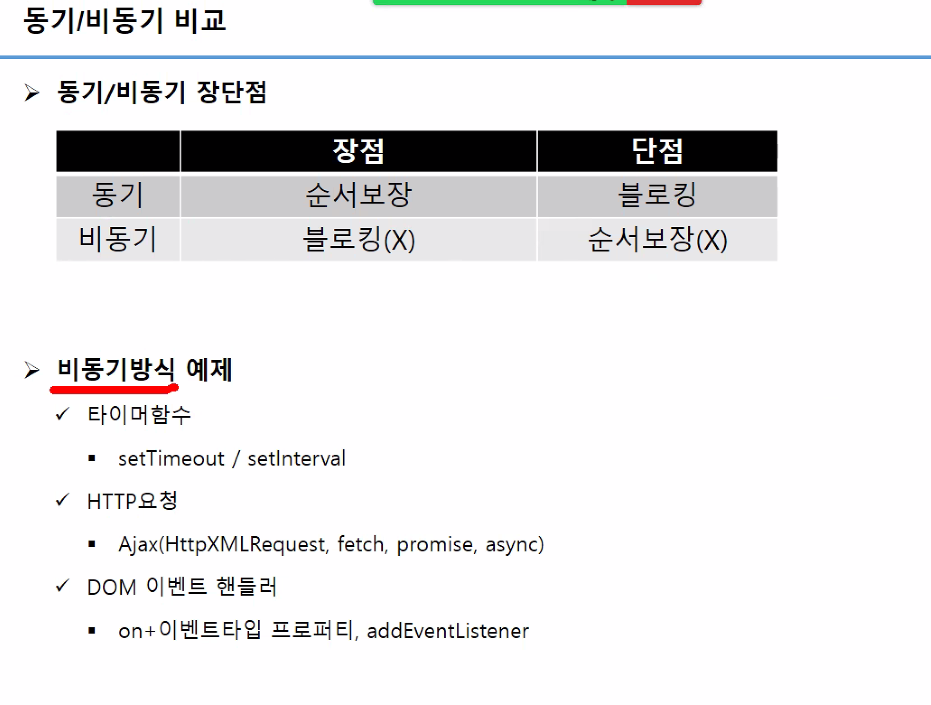 동기/비동기 비교
동기/비동기 장단점
장점 단점
동기 순서보장 블로킹
비동기 블로킹(X) 순서보장(X)
비동기방식 예제
타이머함수
setTimeout / setInterval
HTTP요청
Ajax(HttpXMLRequest, fetch, promise, async)
DOM 이벤트 핸들러
on+이벤트타입 프로퍼티, addEventListener